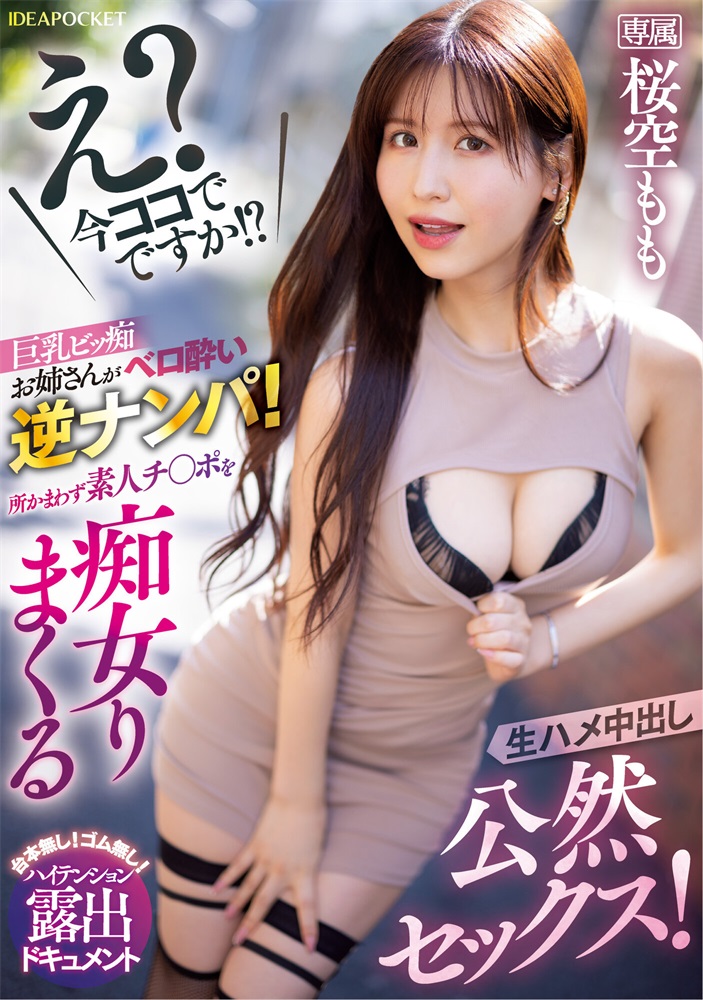 IDEAPOCKET
専属
桜空もも
え?
今ココで
ですか!?
巨乳ビッ痴
お姉さんがベロ酔い
逆ナンパ!
所かまわず素人チ〇ポを
痴女り
まくる
生ハメ中出し
公然
セックス!
台本無し!ゴム無し!
ハイテンション
露出
ドキュメント